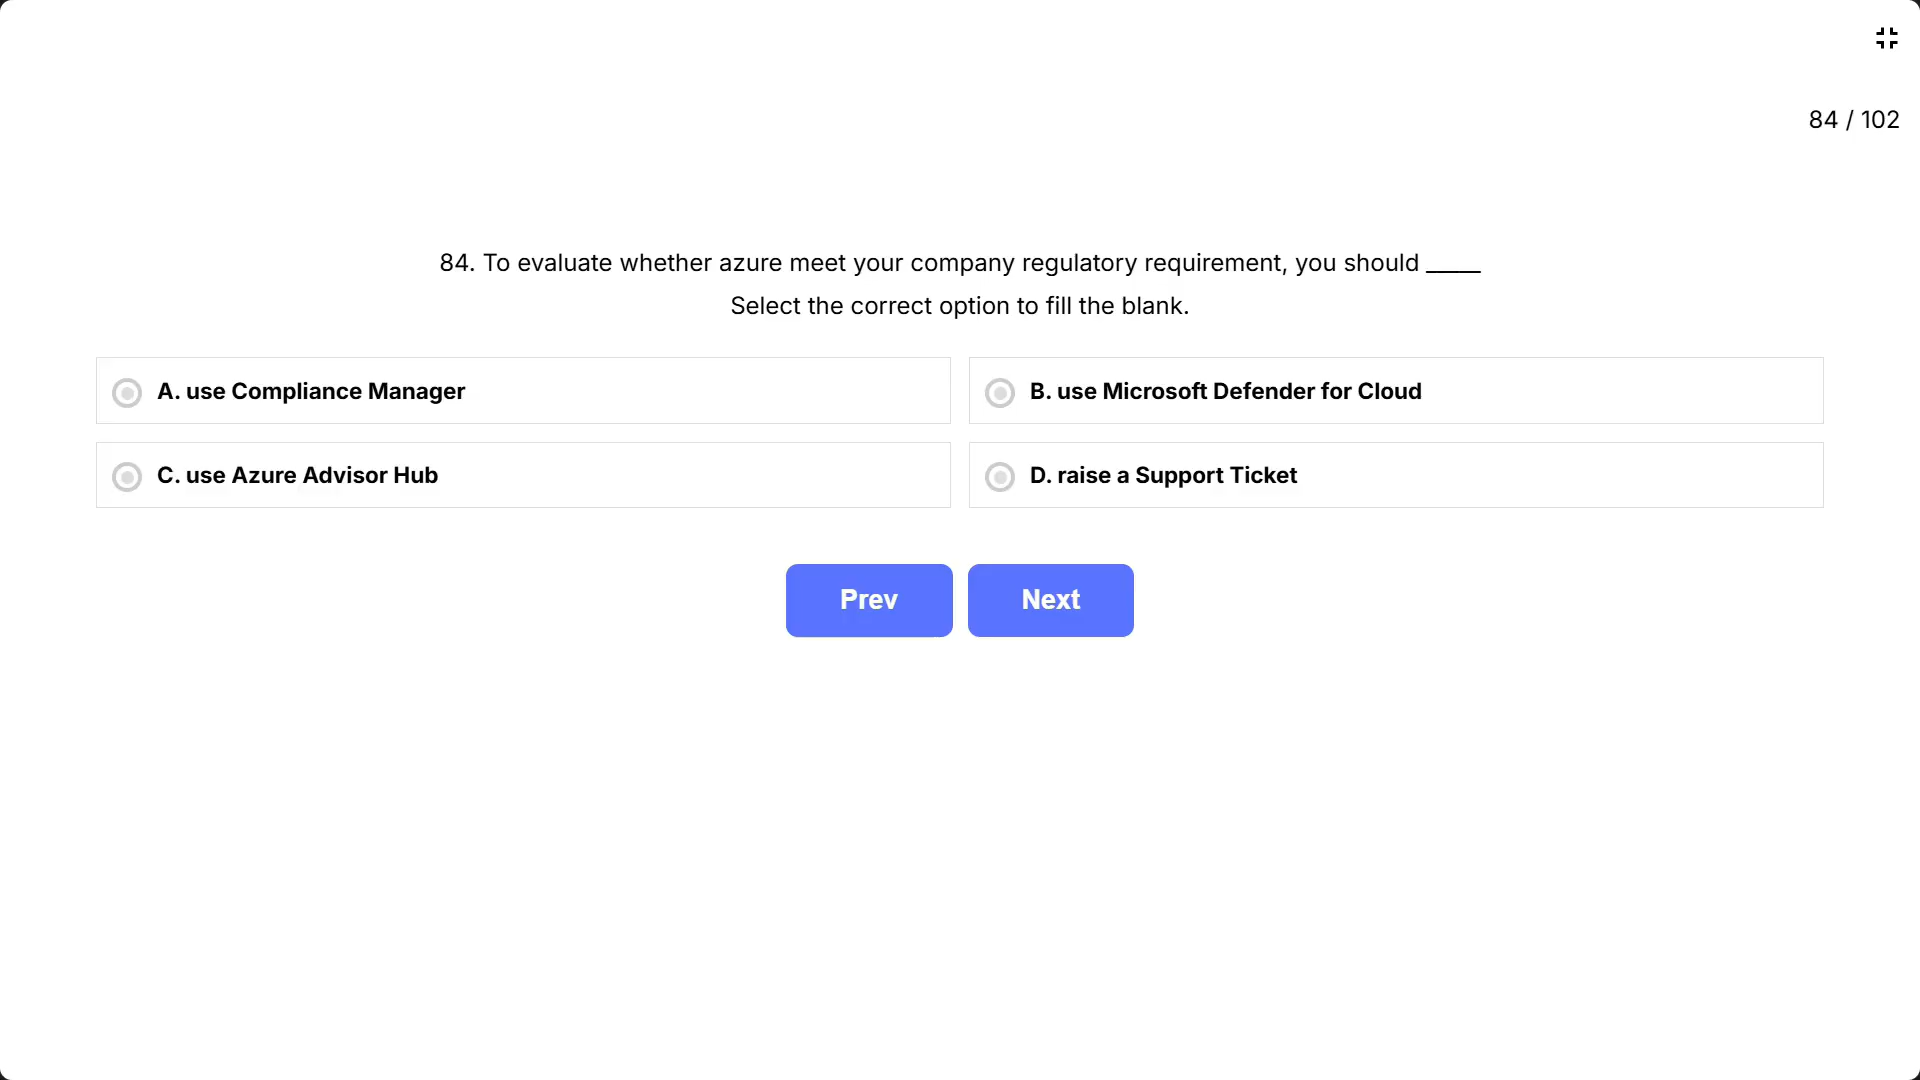 84 / 102
84. To evaluate whether azure meet your company regulatory requirement, you should _____
Select the correct option to fill the blank.
A. use Compliance Manager
B. use Microsoft Defender for Cloud
C. use Azure Advisor Hub
D. raise a Support Ticket
Prev
Next